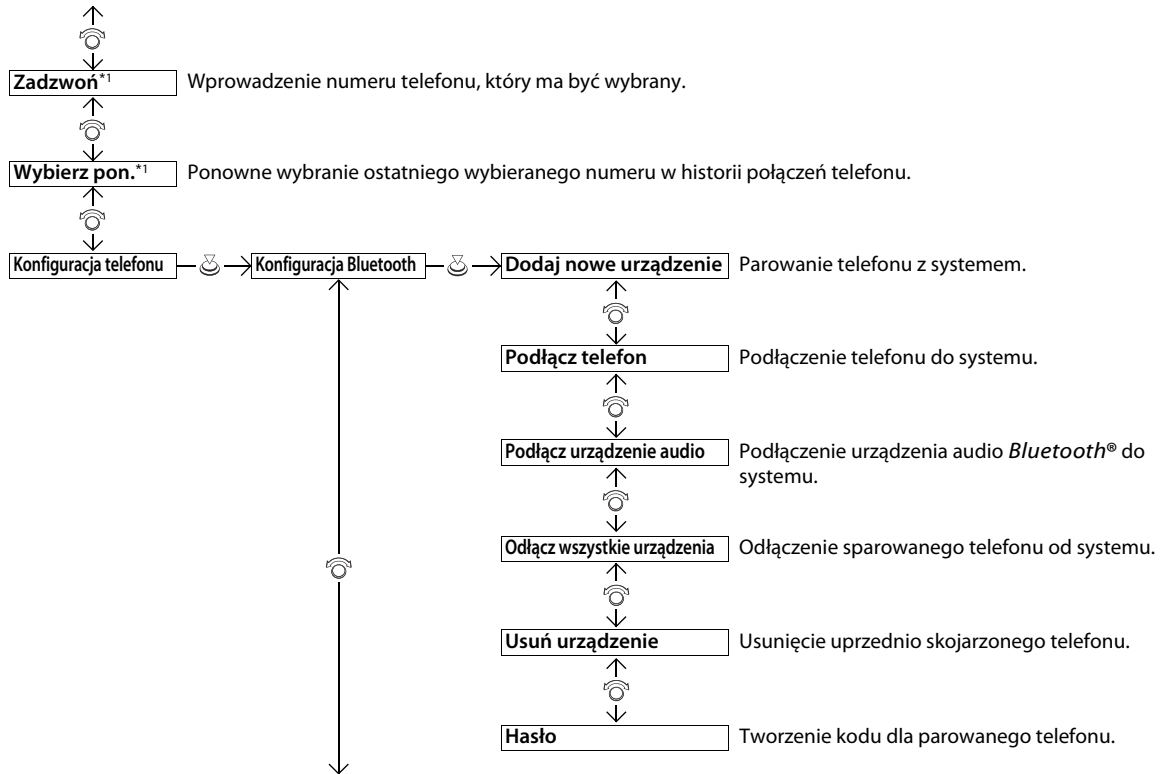 Zadzwoń*1 Wprowadzenie numeru telefonu, który ma być wybrany.
Wybierz pon.*1 Ponowne wybranie ostatniego wybieranego numeru w historii połączeń telefonu.
Konfiguracja telefonu Konfiguracja Bluetooth Dodaj nowe urządzenie Parowanie telefonu z systemem.
Podłącz telefon Podłączenie telefonu do systemu.
Podłącz urządzenie audio Podłączenie urządzenia audio Bluetooth® do
systemu.
Odłącz wszystkie urządzenia Odłączenie sparowanego telefonu od systemu.
Usuń urządzenie Usunięcie uprzednio skojarzonego telefonu.
Hasło Tworzenie kodu dla parowanego telefonu.